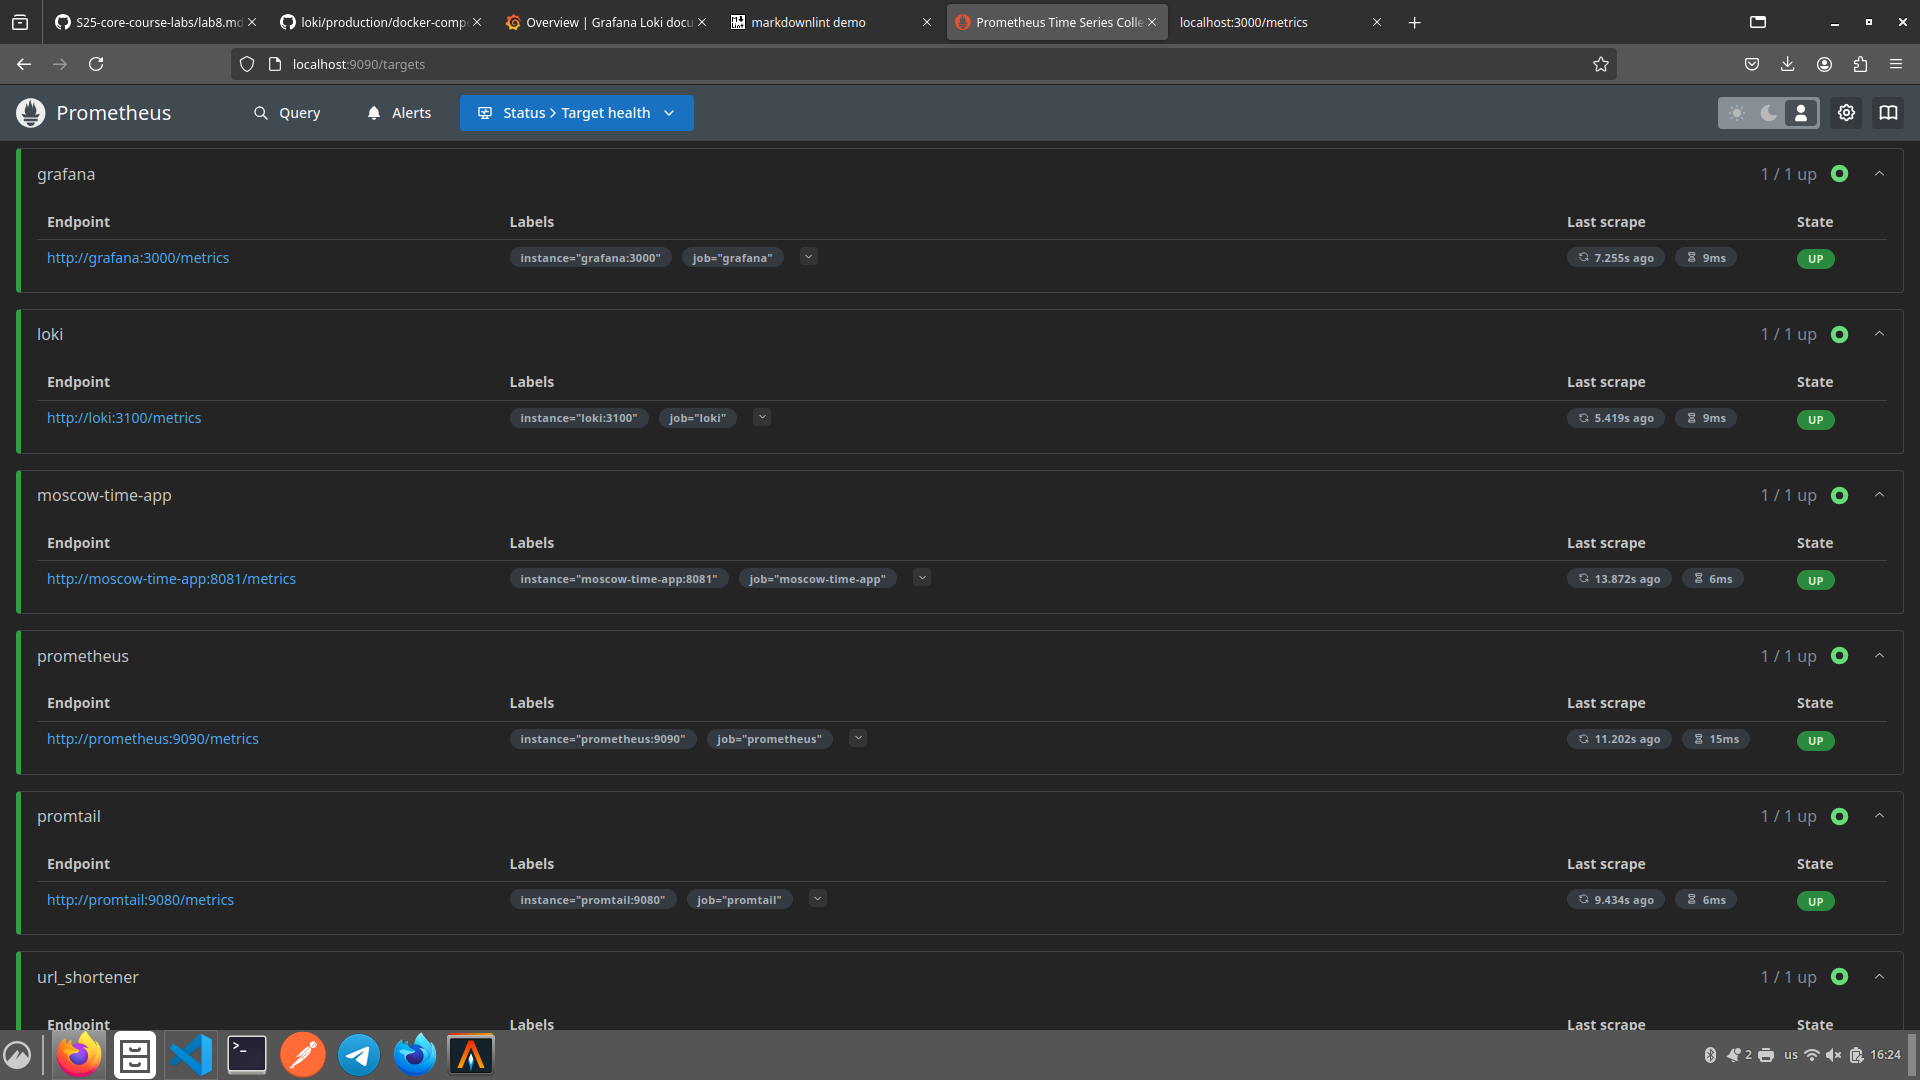 S25-core-course-labs/lab8.md
loki/production/docker-comp
Overview | Grafana Loki docu
markdownlint demo
Prometheus Time Series Colle
localhost:3000/metrics
localhost:9090/targets
Prometheus
Query
Alerts
Status > Target health
grafana
1 / 1 up
Endpoint Labels Last scrape State
http://grafana:3000/metrics instance="grafana:3000" job="grafana" 7.255s ago 9ms UP
loki
1 / 1 up
Endpoint Labels Last scrape State
http://loki:3100/metrics instance="loki:3100" job="loki" 5.419s ago 9ms UP
moscow-time-app
1 / 1 up
Endpoint Labels Last scrape State
http://moscow-time-app:8081/metrics instance="moscow-time-app:8081" job="moscow-time-app" 13.872s ago 6ms UP
prometheus
1 / 1 up
Endpoint Labels Last scrape State
http://prometheus:9090/metrics instance="prometheus:9090" job="prometheus" 11.202s ago 15ms UP
promtail
1 / 1 up
Endpoint Labels Last scrape State
http://promtail:9080/metrics instance="promtail:9080" job="promtail" 9.434s ago 6ms UP
url_shortener
1 / 1 up
Endpoint Labels Last scrape State
2 us 16:24